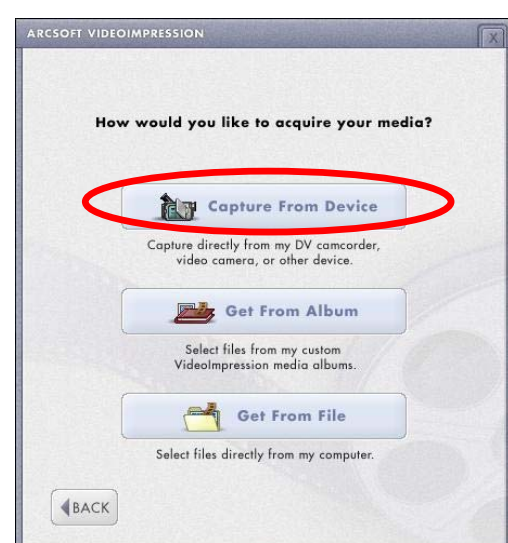 ARCSOFT VIDEOIMPRESSION
X
How would you like to acquire your media?
Capture From Device
Capture directly from my DV camcorder,
video camera, or other device.
Get From Album
Select files from my custom
VideoImpression media albums.
Get From File
Select files directly from my computer.
BACK